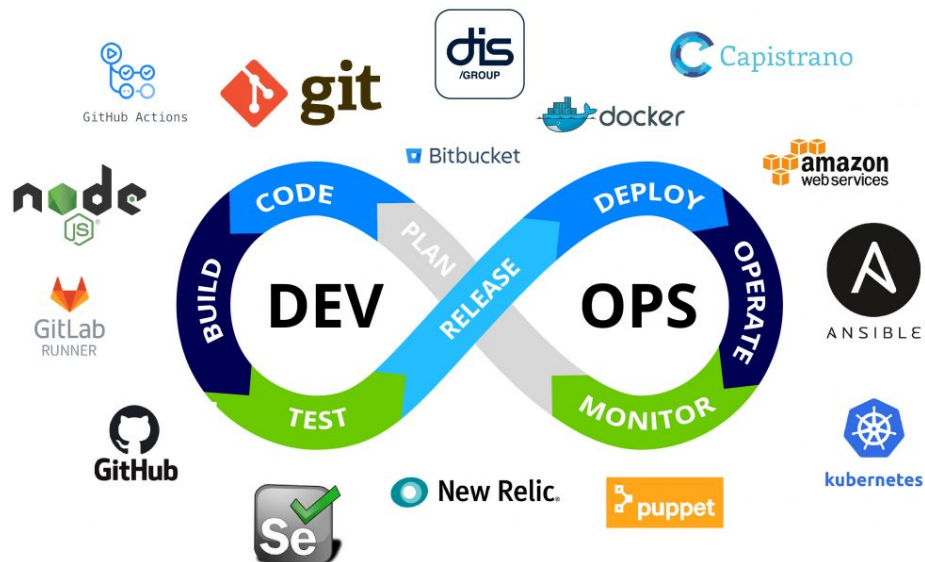 dis
/GROUP
Capistrano
GitHub Actions
git
docker
Bitbucket
amazon
web services
node
JS
CODE
PLAN
RELEASE
DEPLOY
BUILD
DEV
OPS
OPERATE
GitLab
RUNNER
ANSIBLE
TEST
MONITOR
GitHub
kubernetes
Se
New Relic.
puppet